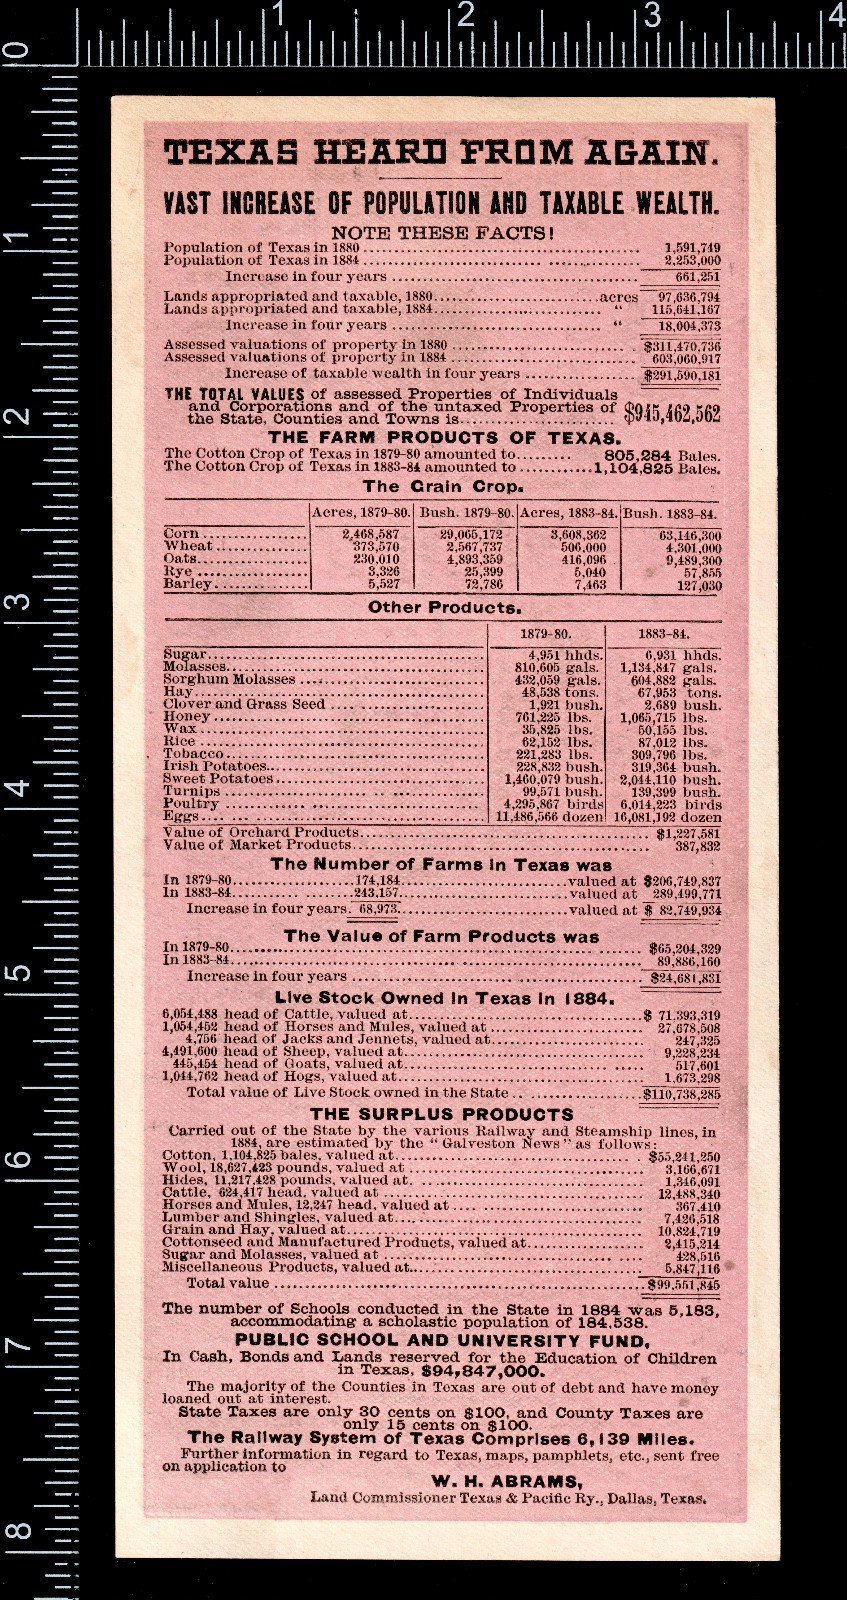 0 1 2 3 4
1
2
3
4
5
6
7
8
TEXAS HEARD FROM AGAIN.
VAST INCREASE OF POPULATION AND TAXABLE WEALTH.
NOTE THESE FACTS!
Population of Texas in 1880 1,591,749
Population of Texas in 1884 2,253,000
Increase in four years 661,251
Lands appropriated and taxable, 1880 acres 97,636,794
Lands appropriated and taxable, 1884 " 115,641,167
Increase in four years " 18,004,373
Assessed valuations of property in 1880 $311,470,736
Assessed valuations of property in 1884 603,060,917
Increase of taxable wealth in four years $291,590,181
THE TOTAL VALUES of assessed Properties of Individuals
and Corporations and of the untaxed Properties of
the State, Counties and Towns is $945,462,562
THE FARM PRODUCTS OF TEXAS.
The Cotton Crop of Texas in 1879-80 amounted to 805,284 Bales.
The Cotton Crop of Texas in 1883-84 amounted to 1,104,825 Bales.
The Grain Crop.
Acres, 1879-80. Bush. 1879-80. Acres, 1883-84. Bush. 1883-84.
Corn 2,468,587 29,065,172 3,608,362 63,146,300
Wheat 373,570 2,567,737 506,000 4,301,000
Oats 230,010 4,893,359 416,096 9,489,300
Rye 3,326 25,399 5,040 57,855
Barley 5,527 72,786 7,463 127,030
Other Products.
1879-80. 1883-84.
Sugar 4,951 hhds. 6,931 hhds.
Molasses 810,605 gals. 1,134,847 gals.
Sorghum Molasses 432,059 gals. 604,882 gals.
Hay 48,538 tons. 67,953 tons.
Clover and Grass Seed 1,921 bush. 2,689 bush.
Honey 761,225 lbs. 1,065,715 lbs.
Wax 35,825 lbs. 50,155 lbs.
Rice 62,152 lbs. 87,012 lbs.
Tobacco 221,283 lbs. 309,796 lbs.
Irish Potatoes 228,832 bush. 319,364 bush.
Sweet Potatoes 1,460,079 bush. 2,044,110 bush.
Turnips 99,571 bush. 139,399 bush.
Poultry 4,295,867 birds 6,014,223 birds
Eggs 11,486,566 dozen 16,081,192 dozen
Value of Orchard Products $1,227,581
Value of Market Products 387,832
The Number of Farms in Texas was
In 1879-80 174,184 valued at $206,749,837
In 1883-84 243,157 valued at 289,499,771
Increase in four years. 68,973 valued at $ 82,749,934
The Value of Farm Products was
In 1879-80 $65,204,329
In 1883-84 89,886,160
Increase in four years $24,681,831
Live Stock Owned in Texas in 1884.
6,054,488 head of Cattle, valued at $ 71,393,319
1,054,452 head of Horses and Mules, valued at 27,678,508
4,756 head of Jacks and Jennets, valued at 247,325
4,491,600 head of Sheep, valued at 9,228,234
445,454 head of Goats, valued at 517,601
1,044,762 head of Hogs, valued at 1,673,298
Total value of Live Stock owned in the State $110,738,285
THE SURPLUS PRODUCTS
Carried out of the State by the various Railway and Steamship lines, in
1884, are estimated by the "Galveston News" as follows:
Cotton, 1,104,825 bales, valued at $55,241,250
Wool, 18,627,423 pounds, valued at 3,166,671
Hides, 11,217,428 pounds, valued at 1,346,091
Cattle, 624,417 head, valued at 12,488,340
Horses and Mules, 12,247 head, valued at 367,410
Lumber and Shingles, valued at 7,426,518
Grain and Hay, valued at 10,824,719
Cottonseed and Manufactured Products, valued at 2,415,214
Sugar and Molasses, valued at 428,516
Miscellaneous Products, valued at 5,847,116
Total value $99,551,845
The number of Schools conducted in the State in 1884 was 5,183,
accommodating a scholastic population of 184,538.
PUBLIC SCHOOL AND UNIVERSITY FUND,
In Cash, Bonds and Lands reserved for the Education of Children
in Texas, $94,847,000.
The majority of the Counties in Texas are out of debt and have money
loaned out at interest.
State Taxes are only 30 cents on $100, and County Taxes are
only 15 cents on $100.
The Railway System of Texas Comprises 6,139 Miles.
Further information in regard to Texas, maps, pamphlets, etc., sent free
on application to
W. H. ABRAMS,
Land Commissioner Texas & Pacific Ry., Dallas, Texas.